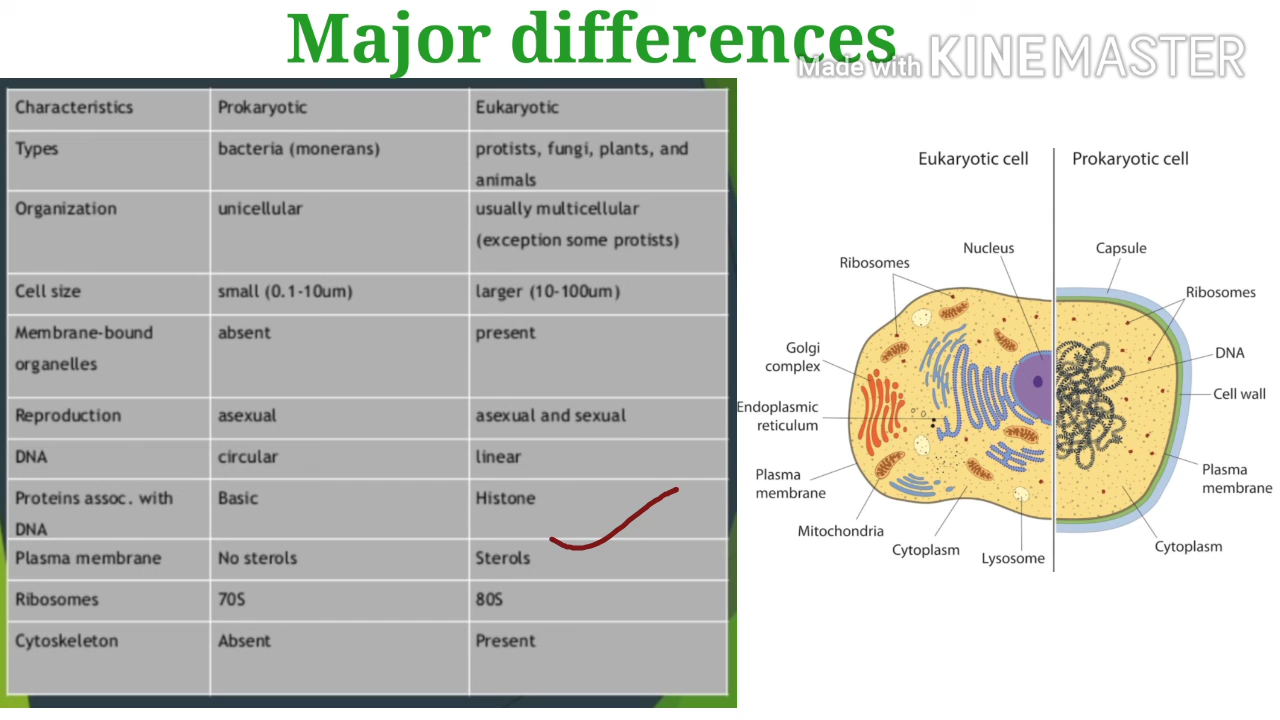 Major differences
Made with KINEMASTER
Characteristics Prokaryotic Eukaryotic
Types bacteria (monerans) protists, fungi, plants, and
animals
Organization unicellular usually multicellular
(exception some protists)
Cell size small (0.1-10um) larger (10-100um)
Membrane-bound absent present
organelles
Reproduction asexual asexual and sexual
DNA circular linear
Proteins assoc. with Basic Histone
DNA
Plasma membrane No sterols Sterols
Ribosomes 70S 80S
Cytoskeleton Absent Present
Eukaryotic cell Prokaryotic cell
Nucleus Capsule
Ribosomes
Ribosomes
Golgi
complex
DNA
Cell wall
Endoplasmic
reticulum
Plasma
membrane
Plasma
membrane
Mitochondria
Cytoplasm
Lysosome
Cytoplasm